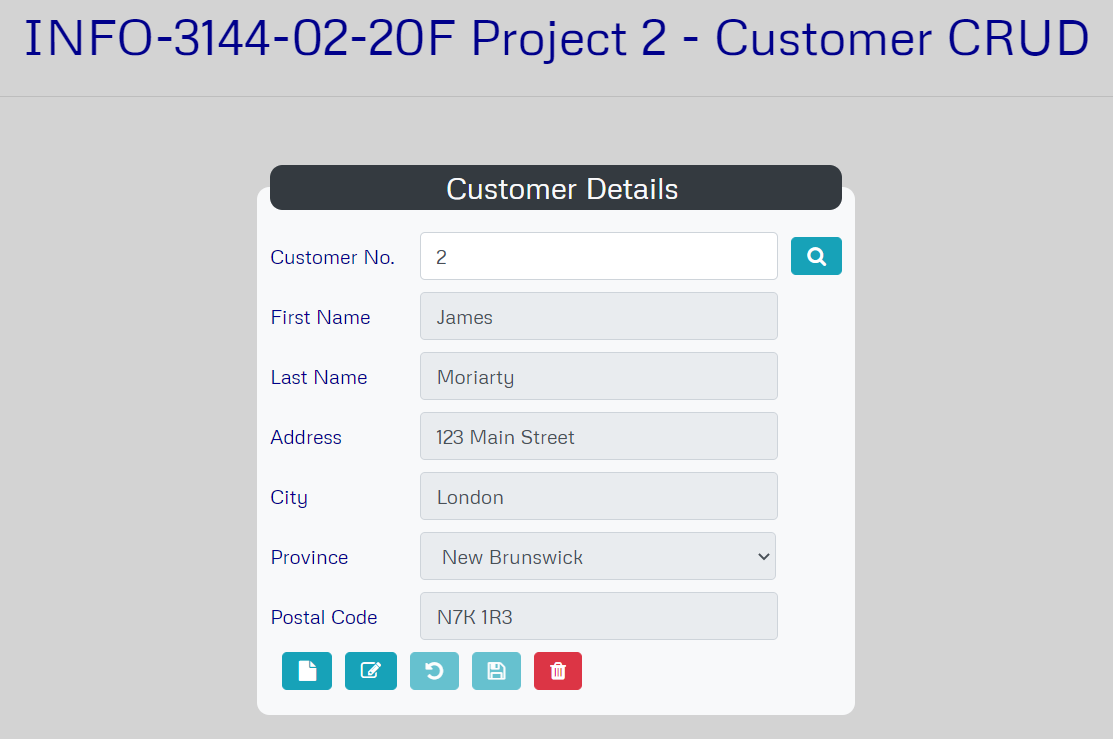 INFO-3144-02-20F Project 2 - Customer CRUD
Customer Details
Customer No. 2
First Name James
Last Name Moriarty
Address 123 Main Street
City London
Province New Brunswick
Postal Code N7K 1R3